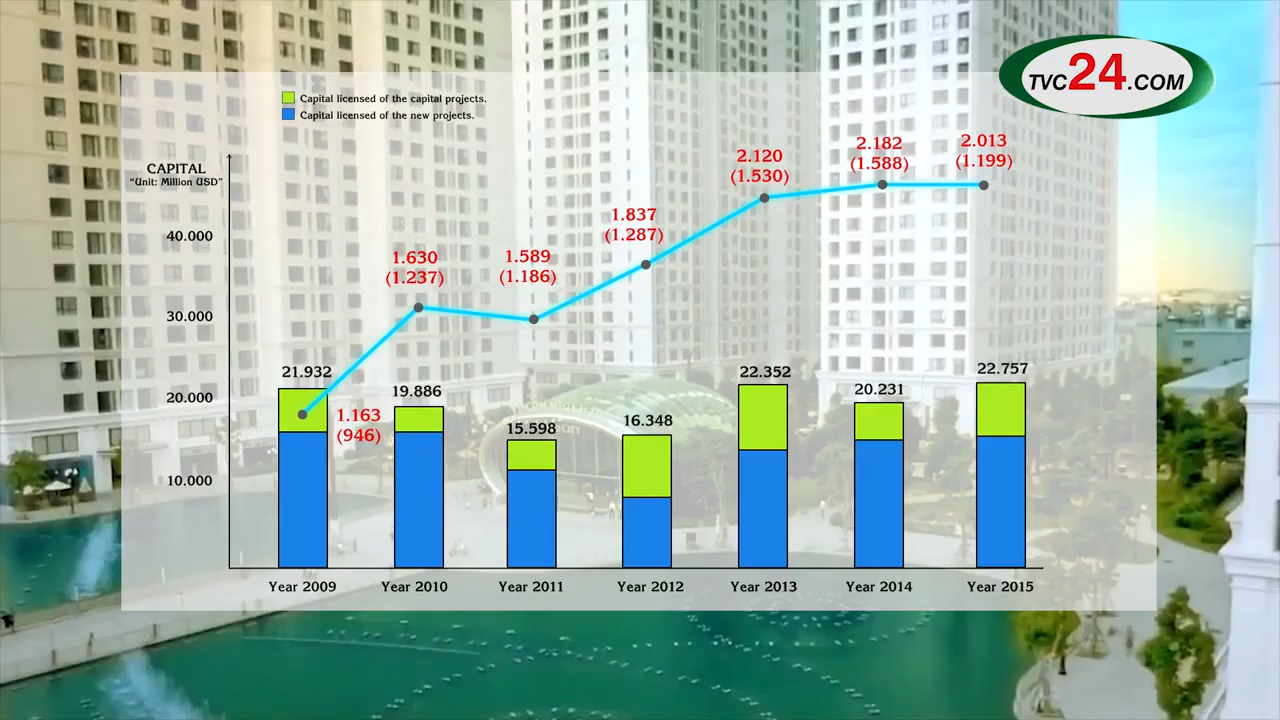 TVC24.COM
Capital licensed of the capital projects.
Capital licensed of the new projects.
CAPITAL
"Unit: Million USD"
40.000
30.000
20.000
10.000
21.932
1.163
(946)
19.886
1.630
(1.237)
15.598
1.589
(1.186)
16.348
1.837
(1.287)
22.352
2.120
(1.530)
20.231
2.182
(1.588)
22.757
2.013
(1.199)
Year 2009
Year 2010
Year 2011
Year 2012
Year 2013
Year 2014
Year 2015